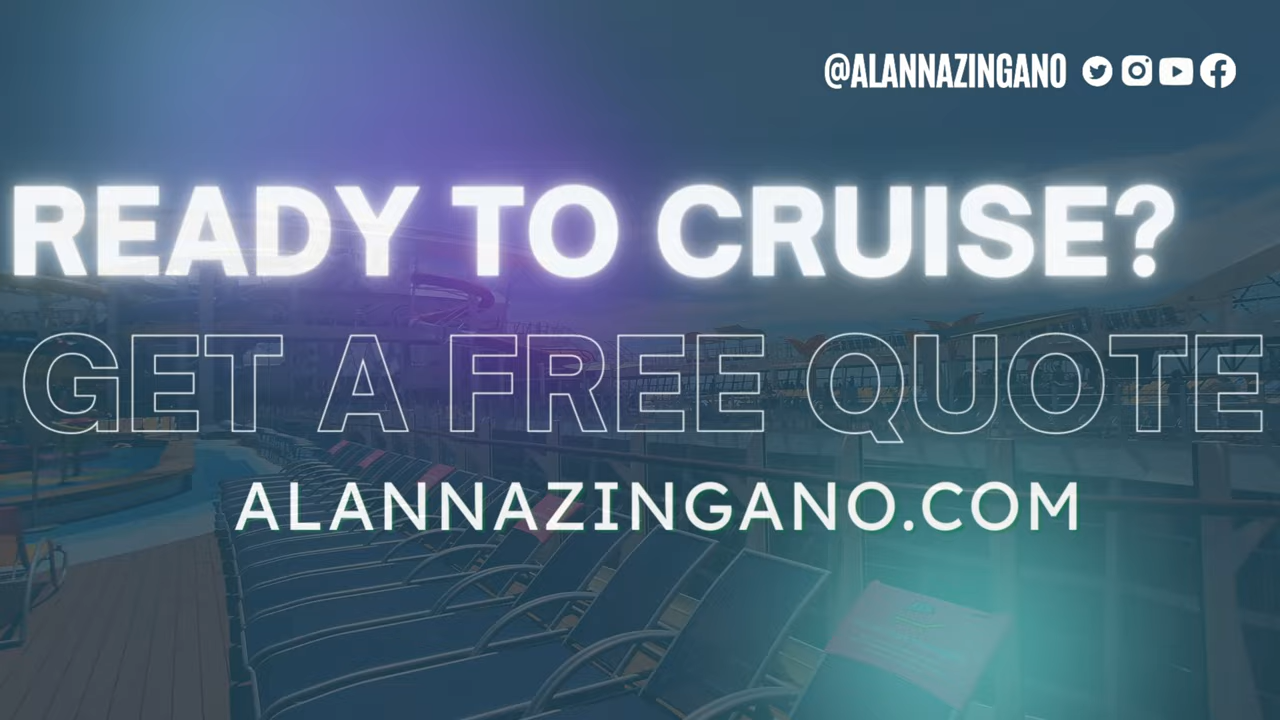 @ALANNAZINGANO
READY TO CRUISE?
GET A FREE QUOTE
ALANNAZINGANO.COM